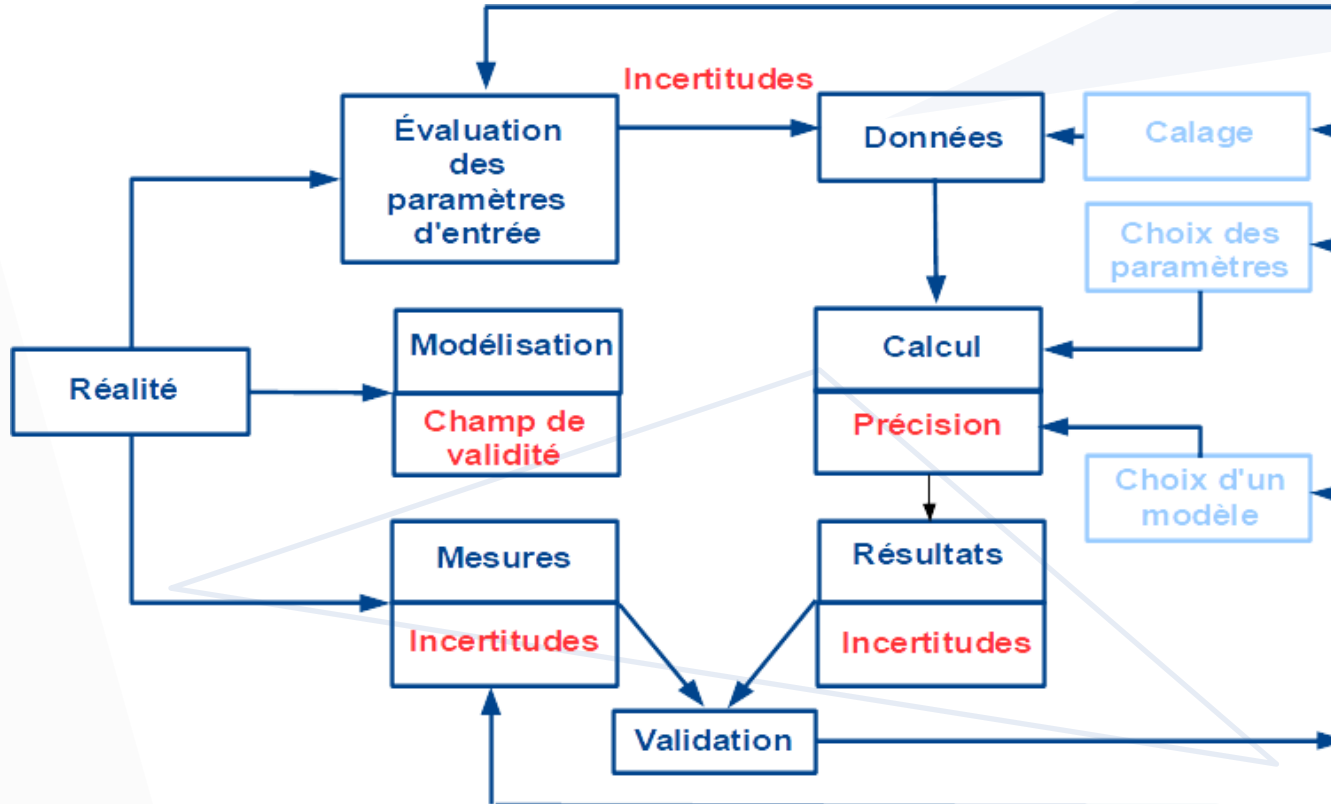 Incertitudes
Évaluation
des
paramètres
d'entrée
Données
Calage
Choix des
paramètres
Modélisation
Champ de
validité
Calcul
Précision
Réalité
Choix d'un
modèle
Mesures
Incertitudes
Résultats
Incertitudes
Validation